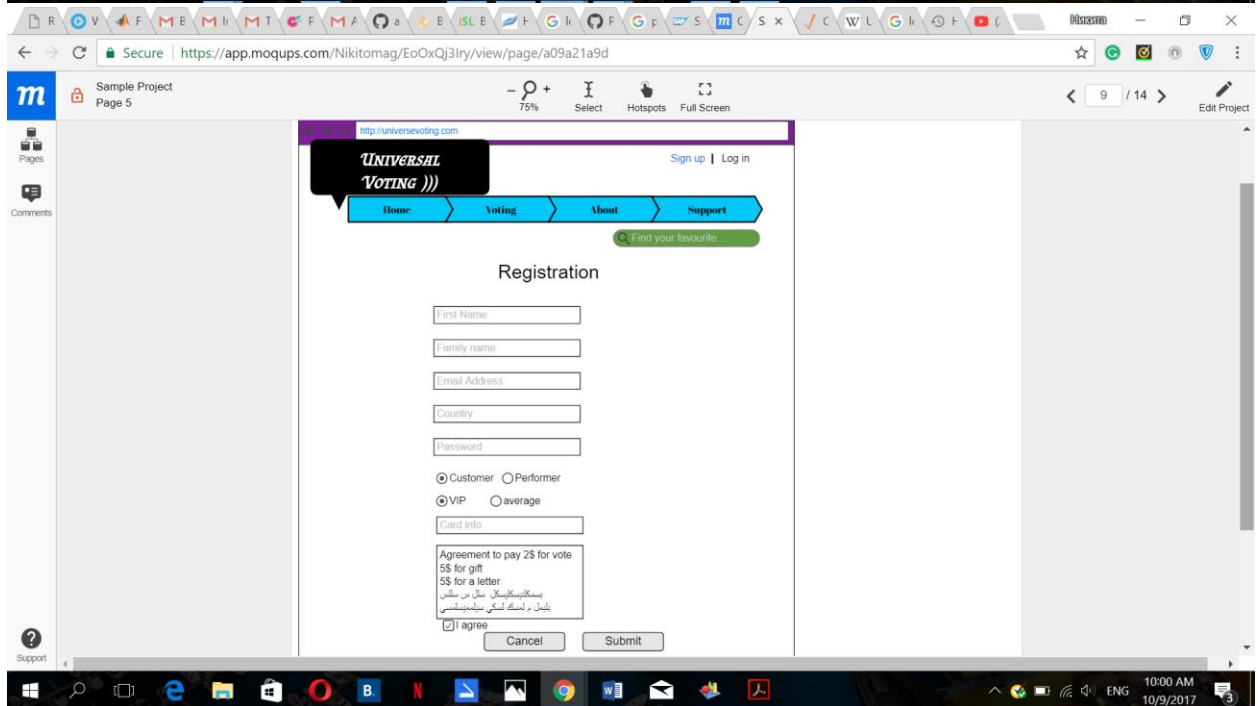 R V F M E M In M T F M A a E iSL E F G k F G p S C S. × C W L G k F (.
Никита
Secure | https://app.moqups.com/Nikitomag/EoOxQj3Iry/view/page/a09a21a9d
m
Sample Project
Page 5
- + 
75%
Select
Hotspots
Full Screen
9 / 14
Edit Project
Pages
Comments
Support
http://universevoting.com
Universal
Voting )))
Sign up | Log in
Home
Voting
About
Support
Find your favourite...
Registration
First Name
Family name
Email Address
Country
Password
Customer Performer
VIP average
Card info
Agreement to pay 2$ for vote
5$ for gift
5$ for a letter
I agree
Cancel
Submit
B.
N
ENG
10:00 AM
10/9/2017
3